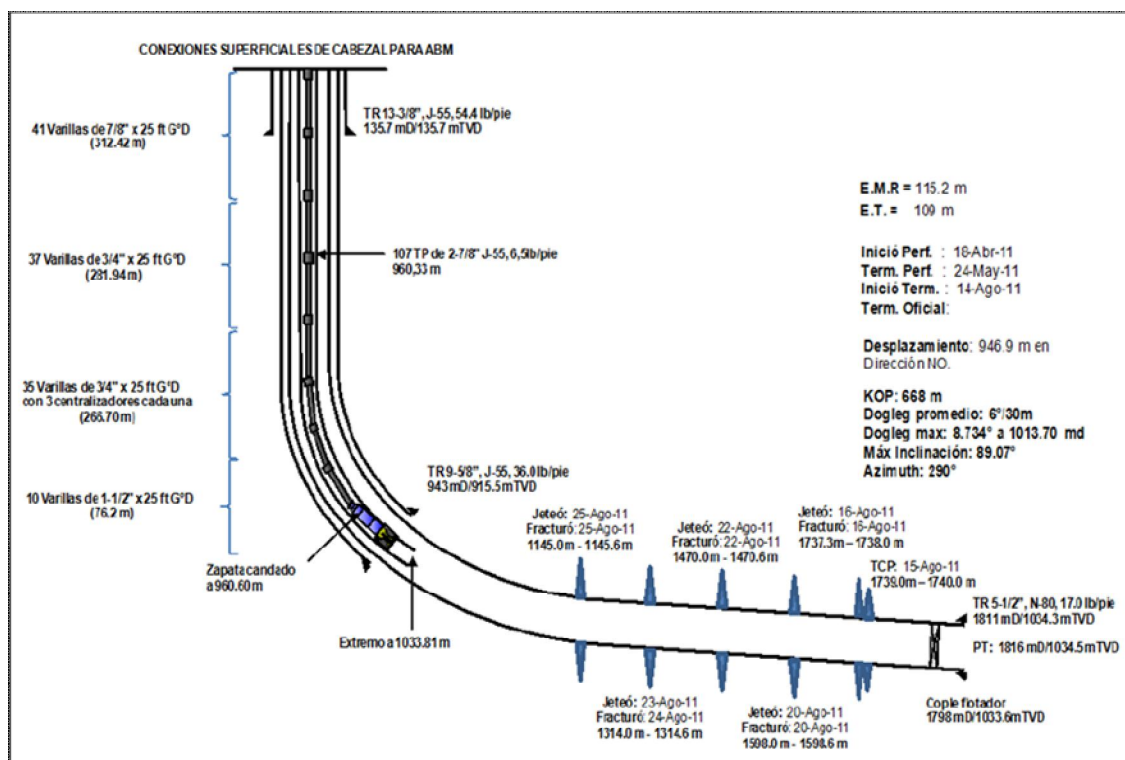 CONEXIONES SUPERFICIALES DE CABEZAL PARA ABM
41 Varillas de 7/8" x 25 ft G°D
(312.42 m)
37 Varillas de 3/4" x 25 ft G°D
(281.94 m)
35 Varillas de 3/4" x 25 ft G°D
con 3 centralizadores cada una
(266.70 m)
10 Varillas de 1-1/2" x 25 ft G°D
(76.2 m)
Zapata candado
a 960.60 m
Extremo a 1033.81 m
TR 13-3/8", J-55, 54.4 lb/pie
135.7 mD/135.7 mTVD
107 TP de 2-7/8" J-55, 6,5lb/pie
960,33 m
TR 9-5/8", J-55, 36.0 lb/pie
943 mD/915.5 mTVD
E.M.R = 115.2 m
E.T. = 109 m
Inició Perf. : 18-Abr-11
Term. Perf. : 24-May-11
Inició Term. : 14-Ago-11
Term. Oficial:
Desplazamiento: 946.9 m en
Dirección NO.
KOP: 668 m
Dogleg promedio: 6°/30m
Dogleg max: 8.734° a 1013.70 md
Máx Inclinación: 89.07°
Azimuth: 290°
Jeteó: 25-Ago-11
Fracturó: 25-Ago-11
1145.0 m - 1145.6 m
Jeteó: 22-Ago-11
Fracturó: 22-Ago-11
1470.0 m - 1470.6 m
Jeteó: 16-Ago-11
Fracturó: 16-Ago-11
1737.3 m – 1738.0 m
TCP: 15-Ago-11
1739.0m – 1740.0 m
TR 5-1/2", N-80, 17.0 lb/pie
1811 mD/1034.3 mTVD
PT: 1816 mD/1034.5 mTVD
Cople flotador
1798 mD/1033.6mTVD
Jeteó: 23-Ago-11
Fracturó: 24-Ago-11
1314.0 m - 1314.6 m
Jeteó: 20-Ago-11
Fracturó: 20-Ago-11
1598.0 m - 1598.6 m